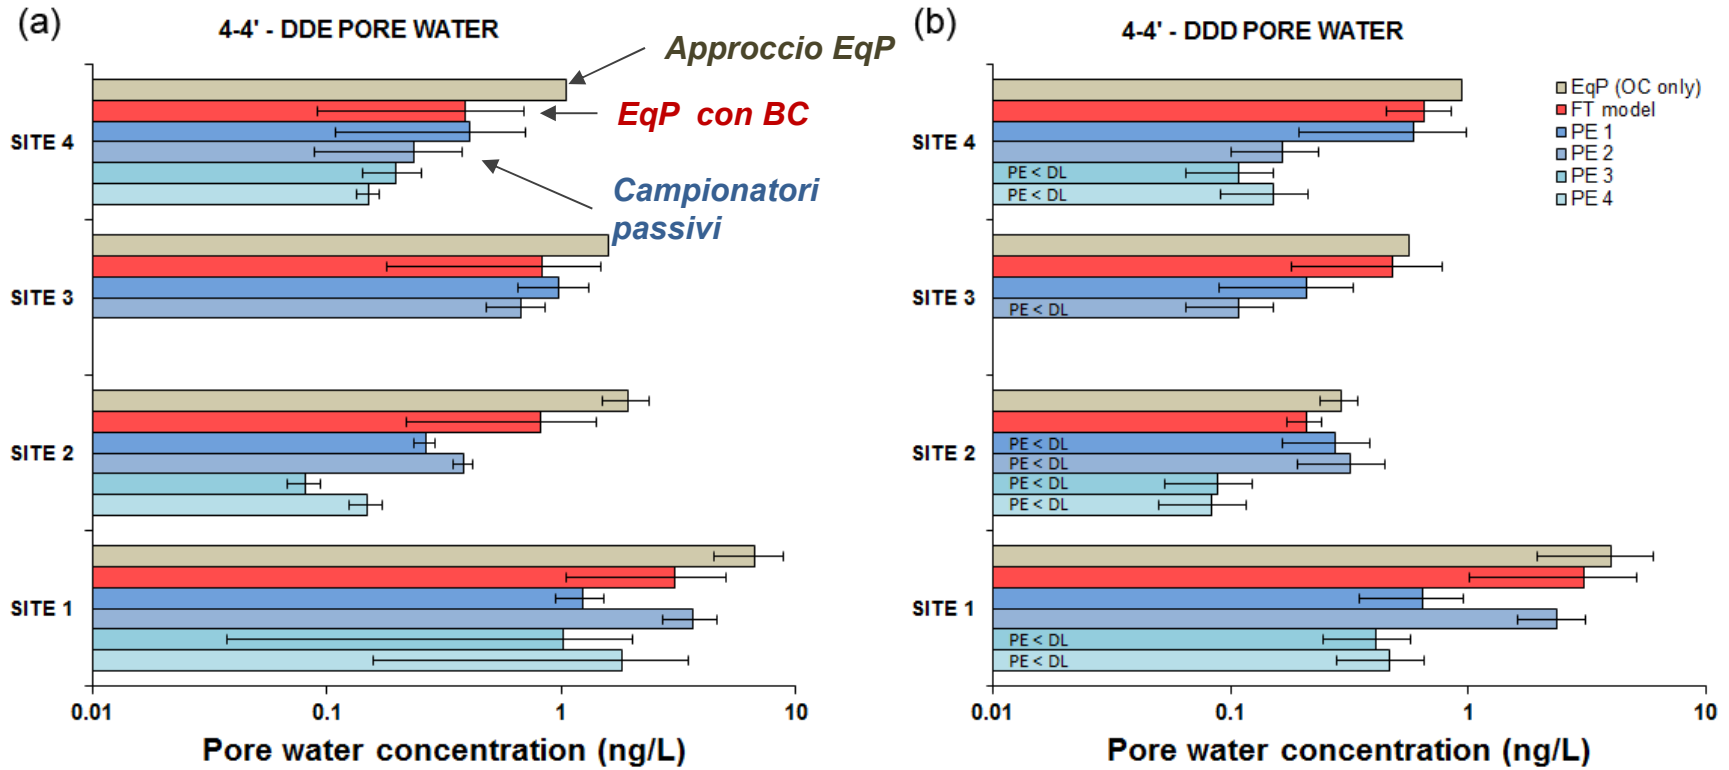 (a)
4-4' - DDE PORE WATER
Approccio EqP
EqP con BC
Campionatori
passivi
SITE 4
SITE 3
SITE 2
SITE 1
0.01
0.1
1
10
Pore water concentration (ng/L)
(b)
4-4' - DDD PORE WATER
EqP (OC only)
FT model
PE 1
PE 2
PE 3
PE 4
SITE 4
PE < DL
PE < DL
SITE 3
PE < DL
SITE 2
PE < DL
PE < DL
PE < DL
PE < DL
SITE 1
PE < DL
PE < DL
0.01
0.1
1
10
Pore water concentration (ng/L)